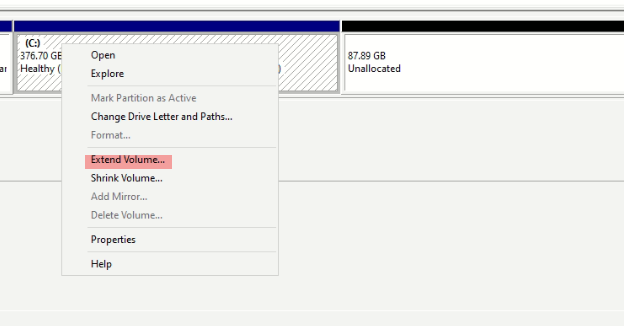 (C:)
376.70 GB
Healthy (
)
87.89 GB
Unallocated
Open
Explore
Mark Partition as Active
Change Drive Letter and Paths...
Format...
Extend Volume...
Shrink Volume...
Add Mirror...
Delete Volume...
Properties
Help